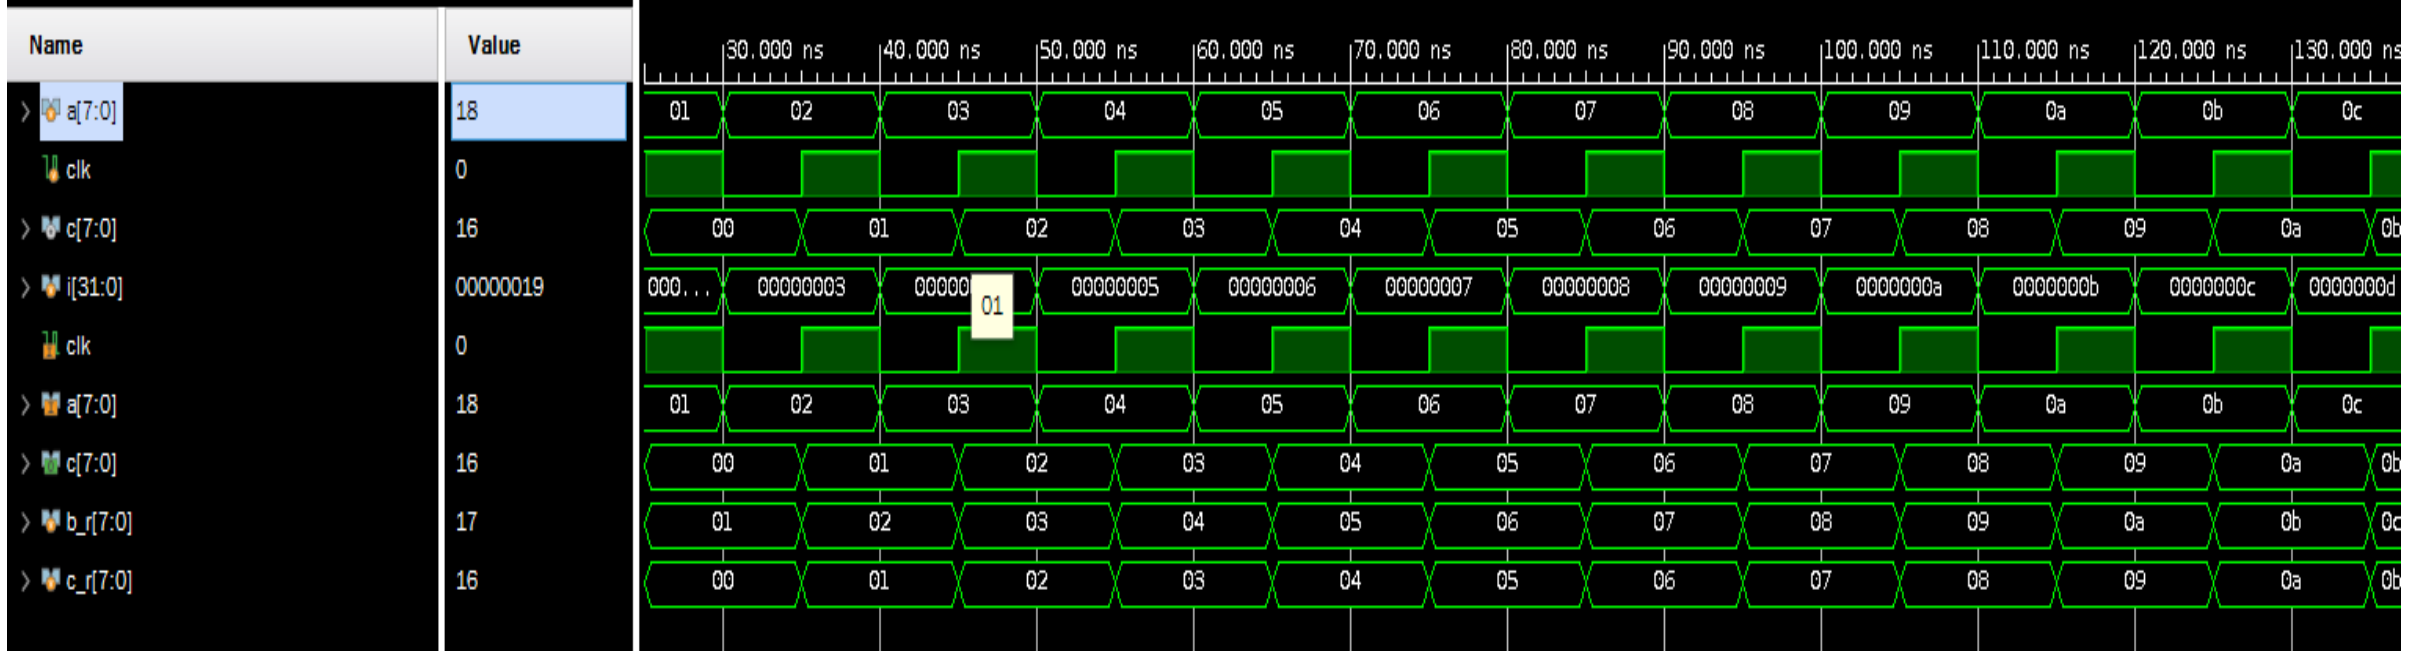 Name Value 30.000 ns 40.000 ns 50.000 ns 60.000 ns 70.000 ns 80.000 ns 90.000 ns 100.000 ns 110.000 ns 120.000 ns 130.000 ns
a[7:0] 18 01 02 03 04 05 06 07 08 09 0a 0b 0c
clk 0
c[7:0] 16 00 01 02 03 04 05 06 07 08 09 0a 0b
i[31:0] 00000019 000... 00000003 00000 00000005 00000006 00000007 00000008 00000009 0000000a 0000000b 0000000c 0000000d
01
clk 0
a[7:0] 18 01 02 03 04 05 06 07 08 09 0a 0b 0c
c[7:0] 16 00 01 02 03 04 05 06 07 08 09 0a 0b
b_r[7:0] 17 01 02 03 04 05 06 07 08 09 0a 0b 0c
c_r[7:0] 16 00 01 02 03 04 05 06 07 08 09 0a 0b